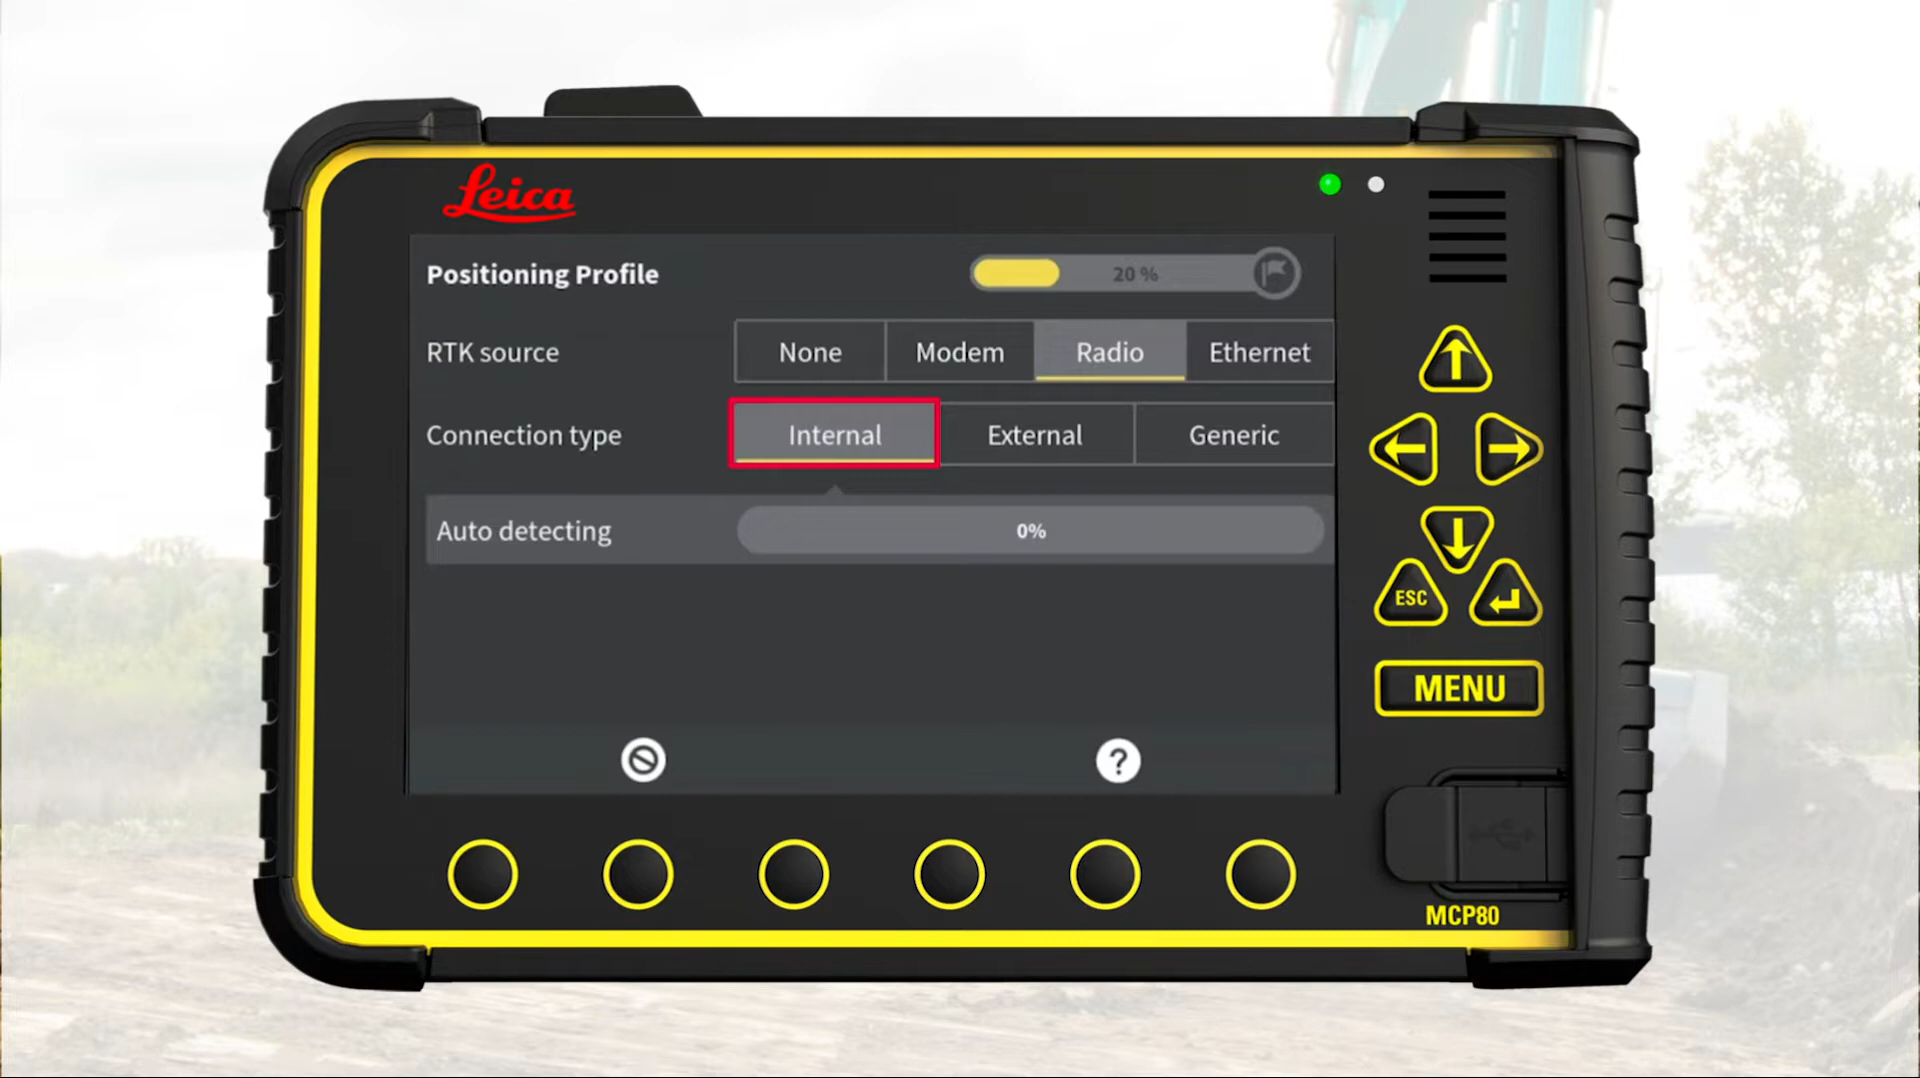 Leica
Positioning Profile 20 %
RTK source None Modem Radio Ethernet
Connection type Internal External Generic
Auto detecting 0%
?
ESC
MENU
MCP80